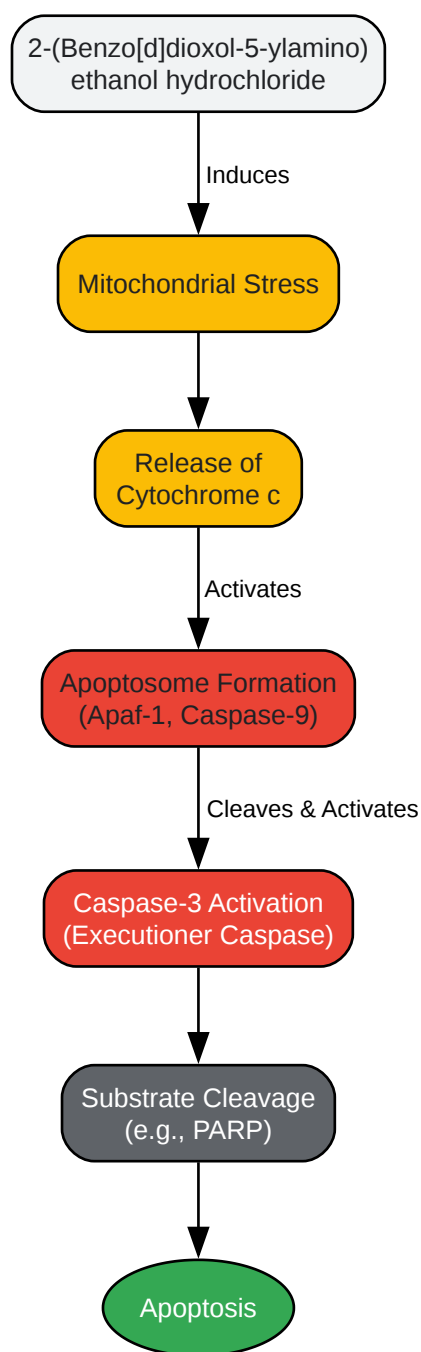 2-(Benzo[d]dioxol-5-ylamino)
ethanol hydrochloride
Induces
Mitochondrial Stress
Release of
Cytochrome c
Activates
Apoptosome Formation
(Apaf-1, Caspase-9)
Cleaves & Activates
Caspase-3 Activation
(Executioner Caspase)
Substrate Cleavage
(e.g., PARP)
Apoptosis